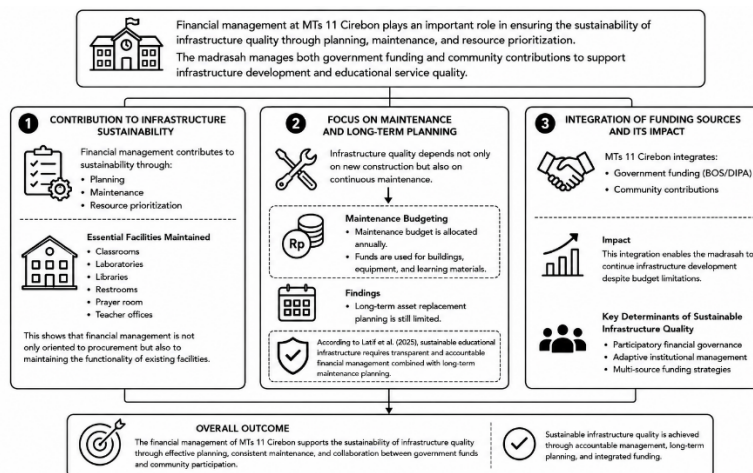 Financial management at MTs 11 Cirebon plays an important role in ensuring the sustainability of
infrastructure quality through planning, maintenance, and resource prioritization.
The madrasah manages both government funding and community contributions to support
infrastructure development and educational service quality.
1
CONTRIBUTION TO INFRASTRUCTURE
SUSTAINABILITY
Financial management contributes to
sustainability through:
• Planning
• Maintenance
• Resource prioritization
Essential Facilities Maintained
• Classrooms
• Laboratories
• Libraries
• Restrooms
• Prayer room
• Teacher offices
This shows that financial management is not
only oriented to procurement but also to
maintaining the functionality of existing facilities.
2
FOCUS ON MAINTENANCE
AND LONG-TERM PLANNING
Infrastructure quality depends not only
on new construction but also on
continuous maintenance.
Rp
Maintenance Budgeting
• Maintenance budget is allocated
annually.
• Funds are used for buildings,
equipment, and learning materials.
Findings
• Long-term asset replacement
planning is still limited.
According to Latif et al. (2025), sustainable educational
infrastructure requires transparent and accountable
financial management combined with long-term
maintenance planning.
3
INTEGRATION OF FUNDING SOURCES
AND ITS IMPACT
MTs 11 Cirebon integrates:
• Government funding (BOS/DIPA)
• Community contributions
Impact
This integration enables the madrasah to
continue infrastructure development
despite budget limitations.
Key Determinants of Sustainable
Infrastructure Quality
• Participatory financial governance
• Adaptive institutional management
• Multi-source funding strategies
OVERALL OUTCOME
The financial management of MTs 11 Cirebon supports the sustainability of infrastructure quality
through effective planning, consistent maintenance, and collaboration between government funds
and community participation.
Sustainable infrastructure quality is achieved
through accountable management, long-term
planning, and integrated funding.